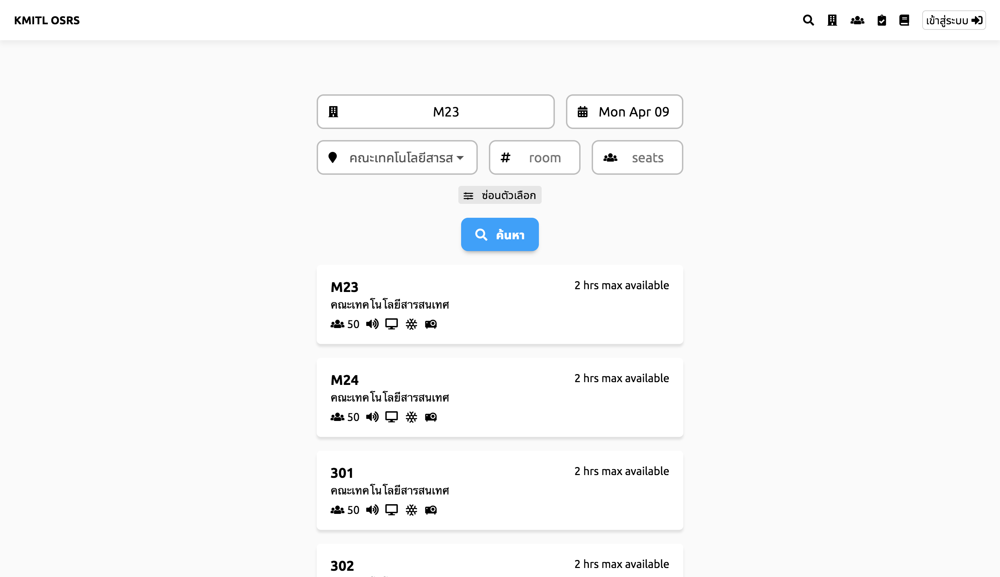 KMITL OSRS
เข้าสู่ระบบ
M23
Mon Apr 09
คณะเทคโนโลยีสารส
# room
seats
ซ่อนตัวเลือก
ค้นหา
M23
2 hrs max available
คณะเทคโนโลยีสารสนเทศ
50
M24
2 hrs max available
คณะเทคโนโลยีสารสนเทศ
50
301
2 hrs max available
คณะเทคโนโลยีสารสนเทศ
50
302
2 hrs max available